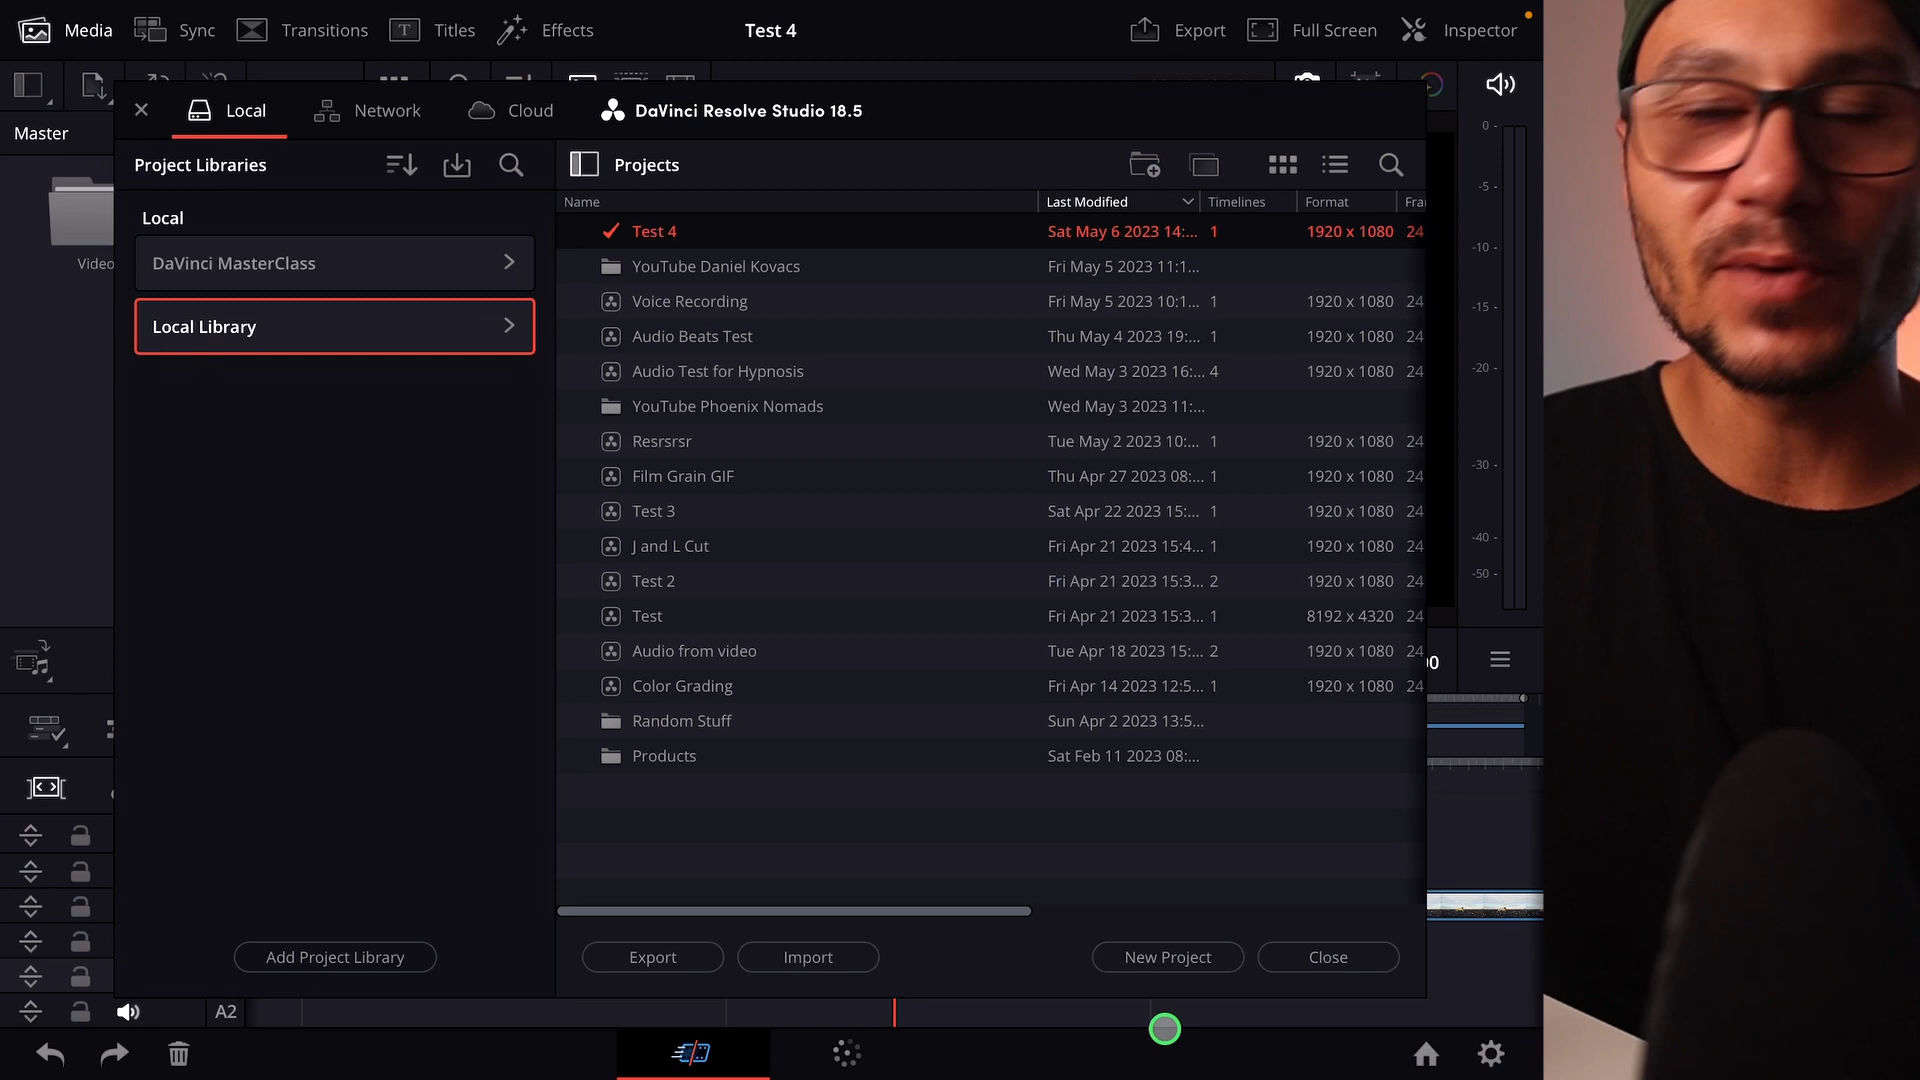 Media Sync Transitions Titles Effects Test 4 Export Full Screen Inspector
Local Network Cloud DaVinci Resolve Studio 18.5
Master
Project Libraries Projects
Name Last Modified Timelines Format Fra
Local
DaVinci MasterClass
Local Library
Video
Test 4 Sat May 6 2023 14:... 1 1920 x 1080 24
YouTube Daniel Kovacs Fri May 5 2023 11:1...
Voice Recording Fri May 5 2023 10:1... 1 1920 x 1080 24
Audio Beats Test Thu May 4 2023 19:... 1 1920 x 1080 24
Audio Test for Hypnosis Wed May 3 2023 16:... 4 1920 x 1080 24
YouTube Phoenix Nomads Wed May 3 2023 11:...
Resrsrsr Tue May 2 2023 10:... 1 1920 x 1080 24
Film Grain GIF Thu Apr 27 2023 08:... 1 1920 x 1080 24
Test 3 Sat Apr 22 2023 15:... 1 1920 x 1080 24
J and L Cut Fri Apr 21 2023 15:4... 1 1920 x 1080 24
Test 2 Fri Apr 21 2023 15:3... 2 1920 x 1080 24
Test Fri Apr 21 2023 15:3... 1 8192 x 4320 24
Audio from video Tue Apr 18 2023 15:... 2 1920 x 1080 24
Color Grading Fri Apr 14 2023 12:5... 1 1920 x 1080 24
Random Stuff Sun Apr 2 2023 13:5...
Products Sat Feb 11 2023 08:...
0 -
-5 -
-10 -
-15 -
-20 -
-30 -
-40 -
-50 -
Add Project Library Export Import New Project Close
A2